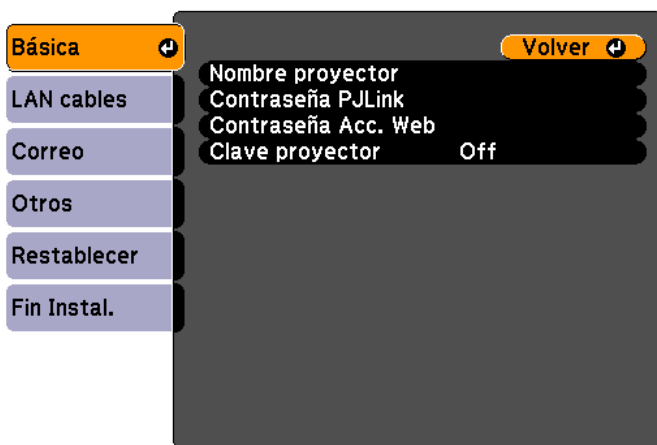 Básica
LAN cables
Correo
Otros
Restablecer
Fin Instal.
Volver
Nombre proyector
Contraseña PJLink
Contraseña Acc. Web
Clave proyector Off